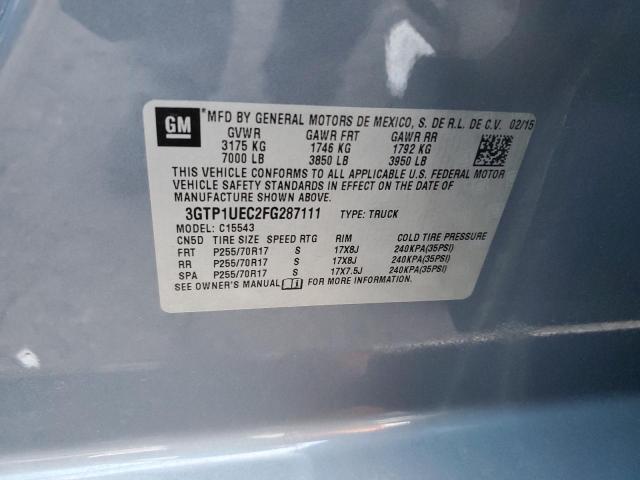 GM *MFD BY GENERAL MOTORS DE MEXICO, S. DE R.L. DE C.V. 02/15
GVWR GAWR FRT GAWR RR
3175 KG 1746 KG 1792 KG
7000 LB 3850 LB 3950 LB
THIS VEHICLE CONFORMS TO ALL APPLICABLE U.S. FEDERAL MOTOR
VEHICLE SAFETY STANDARDS IN EFFECT ON THE DATE OF
MANUFACTURE SHOWN ABOVE.
3GTP1UEC2FG287111 TYPE: TRUCK
MODEL: C15543
CN5D TIRE SIZE SPEED RTG RIM COLD TIRE PRESSURE
FRT P255/70R17 S 17X8J 240KPA(35PSI)
RR P255/70R17 S 17X8J 240KPA(35PSI)
SPA P255/70R17 S 17X7.5J 240KPA(35PSI)
SEE OWNER'S MANUAL FOR MORE INFORMATION.